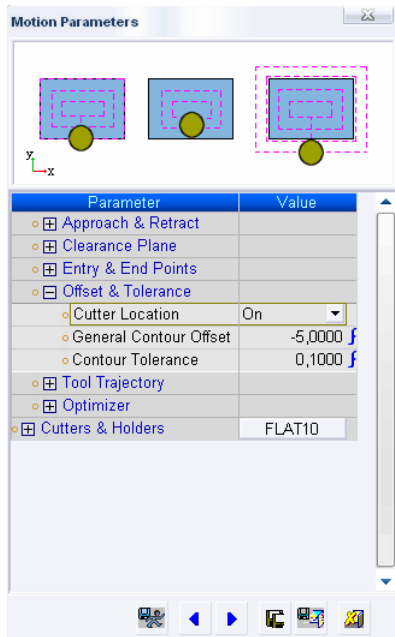 Motion Parameters
y
x
Parameter Value
Approach & Retract
Clearance Plane
Entry & End Points
Offset & Tolerance
Cutter Location On
General Contour Offset -5,0000 f
Contour Tolerance 0,1000 f
Tool Trajectory
Optimizer
Cutters & Holders FLAT10